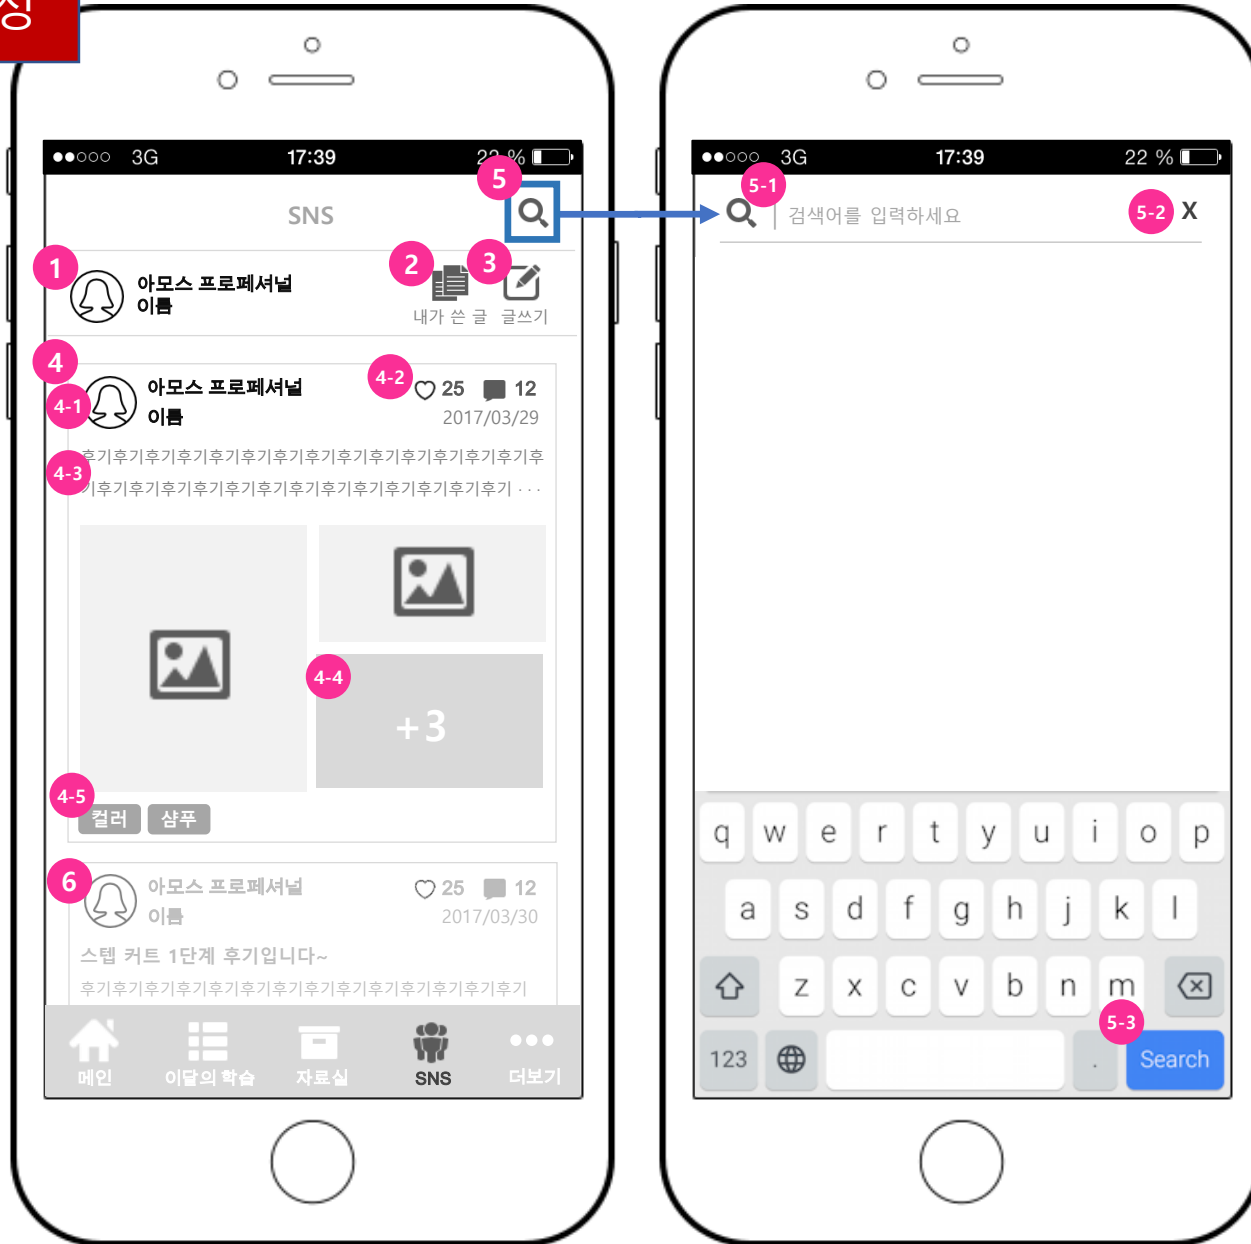 정
3G 17:39 22 %
5
SNS
1
아모스 프로페셔널
이름
2
내가 쓴 글
3
글쓰기
4
4-1
아모스 프로페셔널
이름
4-2
25 12
2017/03/29
4-3
후기후기후기후기후기후기후기후기후기후기후기후기후기후기후
기후기후기후기후기후기후기후기후기후기후기후기후기후기 ···
4-4
+3
4-5
컬러 샴푸
6
아모스 프로페셔널
이름
25 12
2017/03/30
스텝 커트 1단계 후기입니다~
후기후기후기후기후기후기후기후기후기후기후기후기후기후기
메인 이달의 학습 자료실 SNS 더보기
3G 17:39 22 %
5-1
검색어를 입력하세요
5-2 X
q w e r t y u i o p
a s d f g h j k l
z x c v b n m
5-3
123 . Search